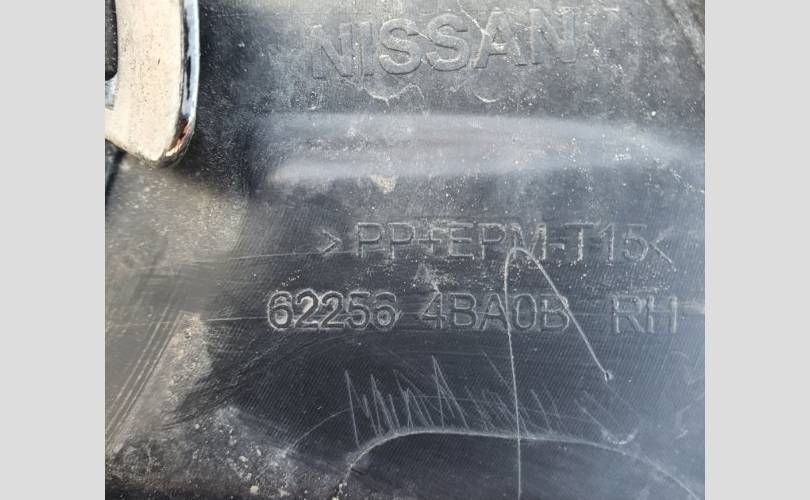 NISSAN
>PP+EPM-T15<
62256 4BA0B RH